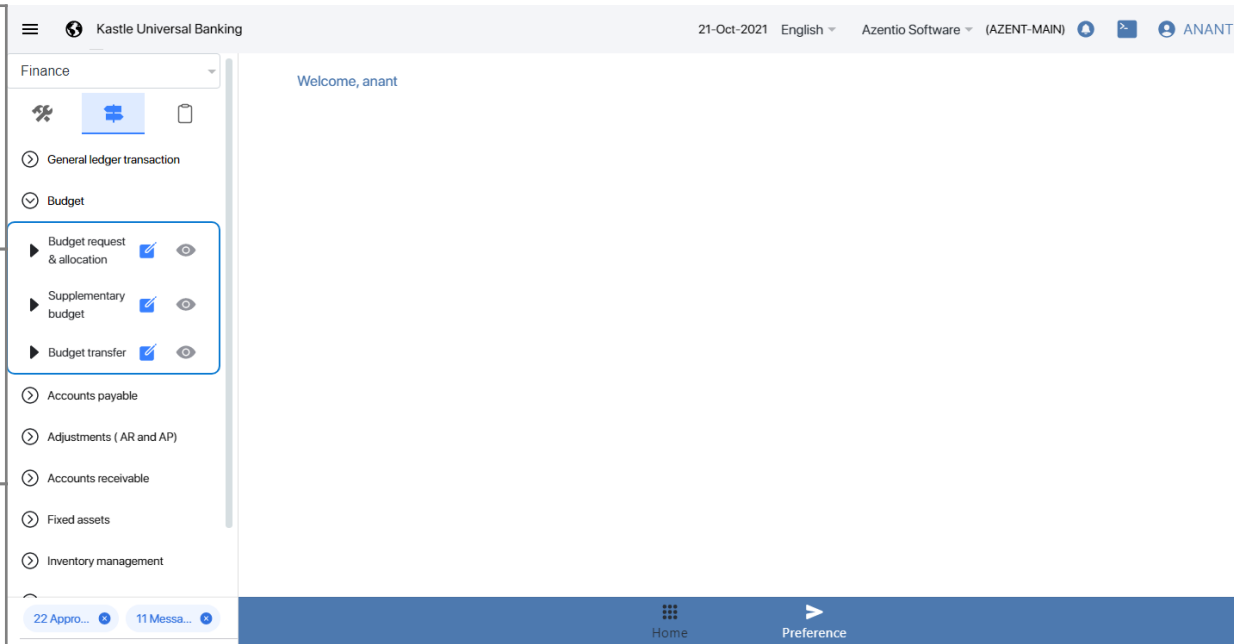 Kastle Universal Banking
21-Oct-2021 English Azentio Software (AZENT-MAIN) ANANT
Finance
Welcome, anant
General ledger transaction
Budget
Budget request
& allocation
Supplementary
budget
Budget transfer
Accounts payable
Adjustments ( AR and AP)
Accounts receivable
Fixed assets
Inventory management
22 Appro... 11 Messa...
Home Preference